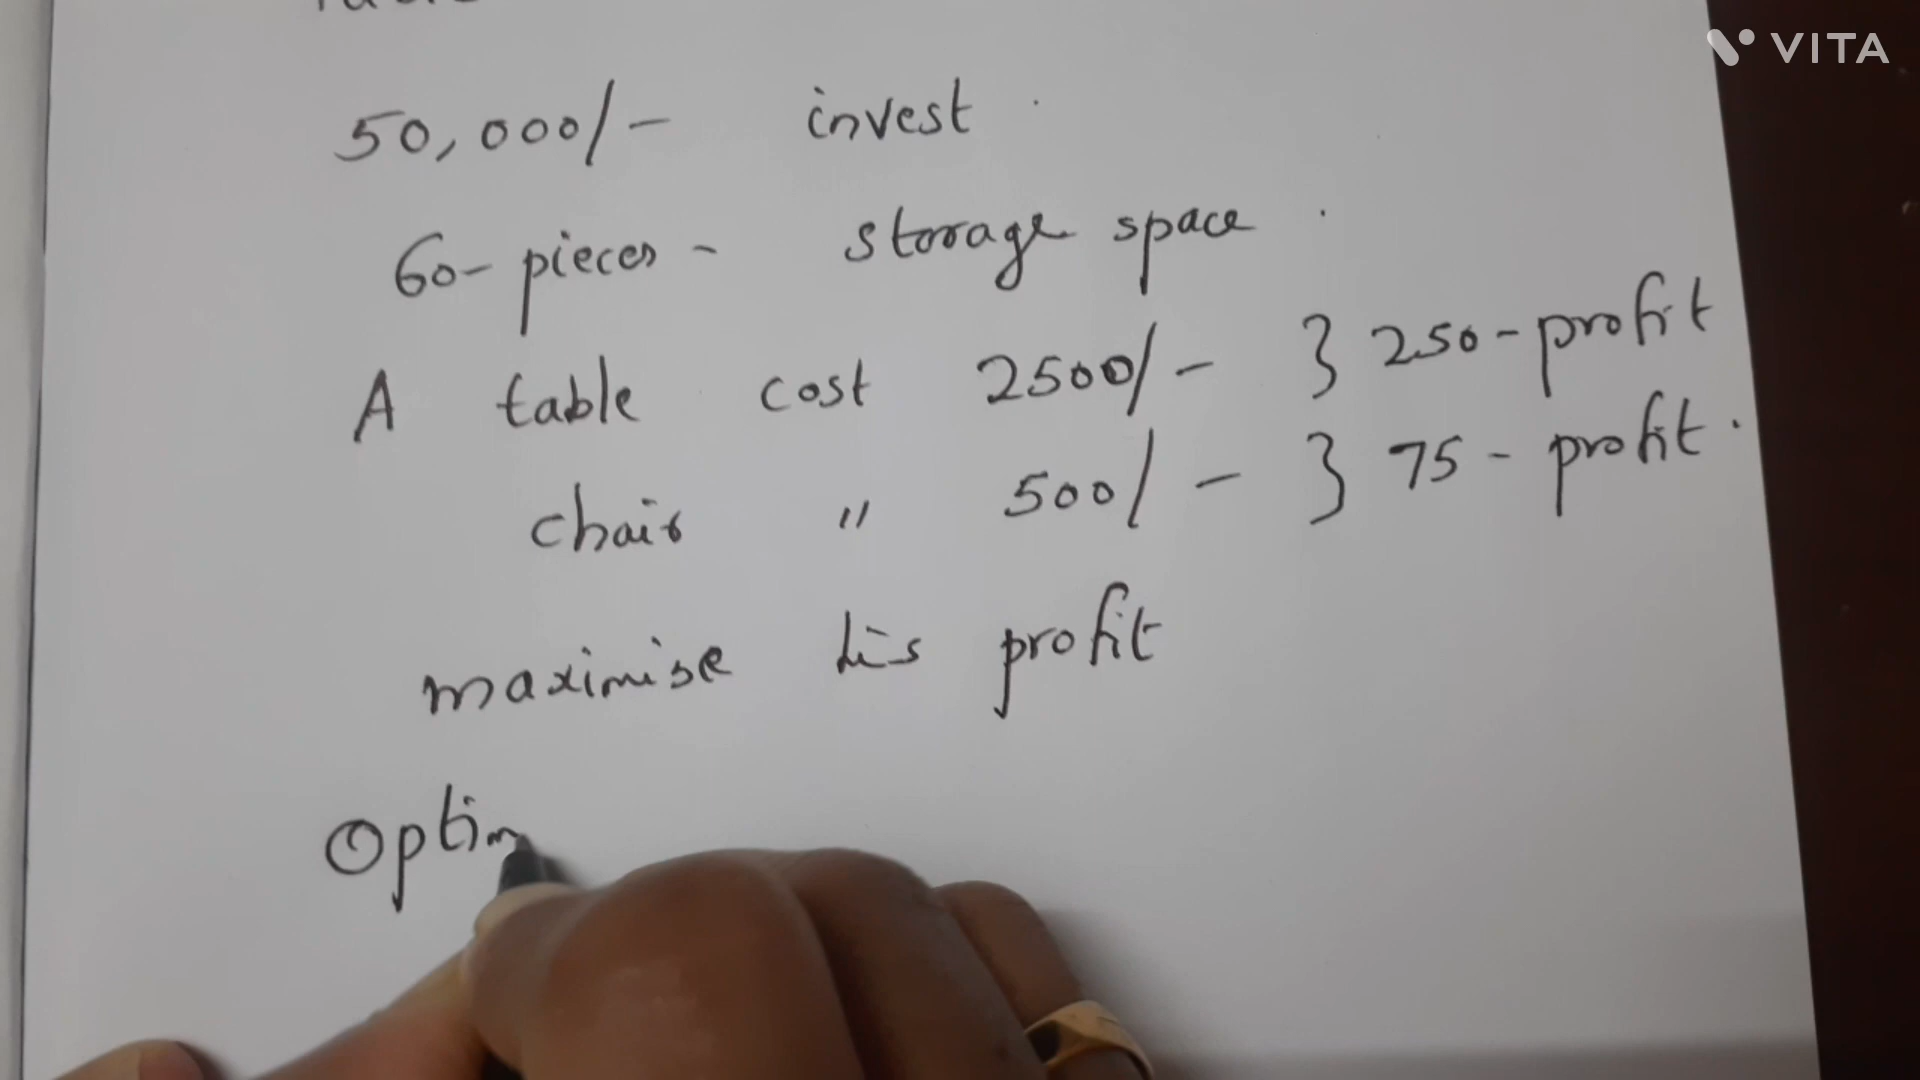 VITA
50,000/- invest.
60-pieces - storage space.
A table cost 2500/- } 250-profit
chair " 500/- } 75-profit.
maximise his profit
Optim